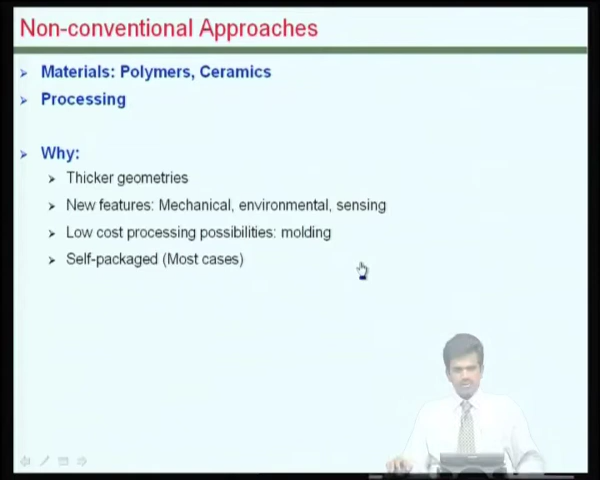 Non-conventional Approaches
Materials: Polymers, Ceramics
Processing
Why:
Thicker geometries
New features: Mechanical, environmental, sensing
Low cost processing possibilities: molding
Self-packaged (Most cases)